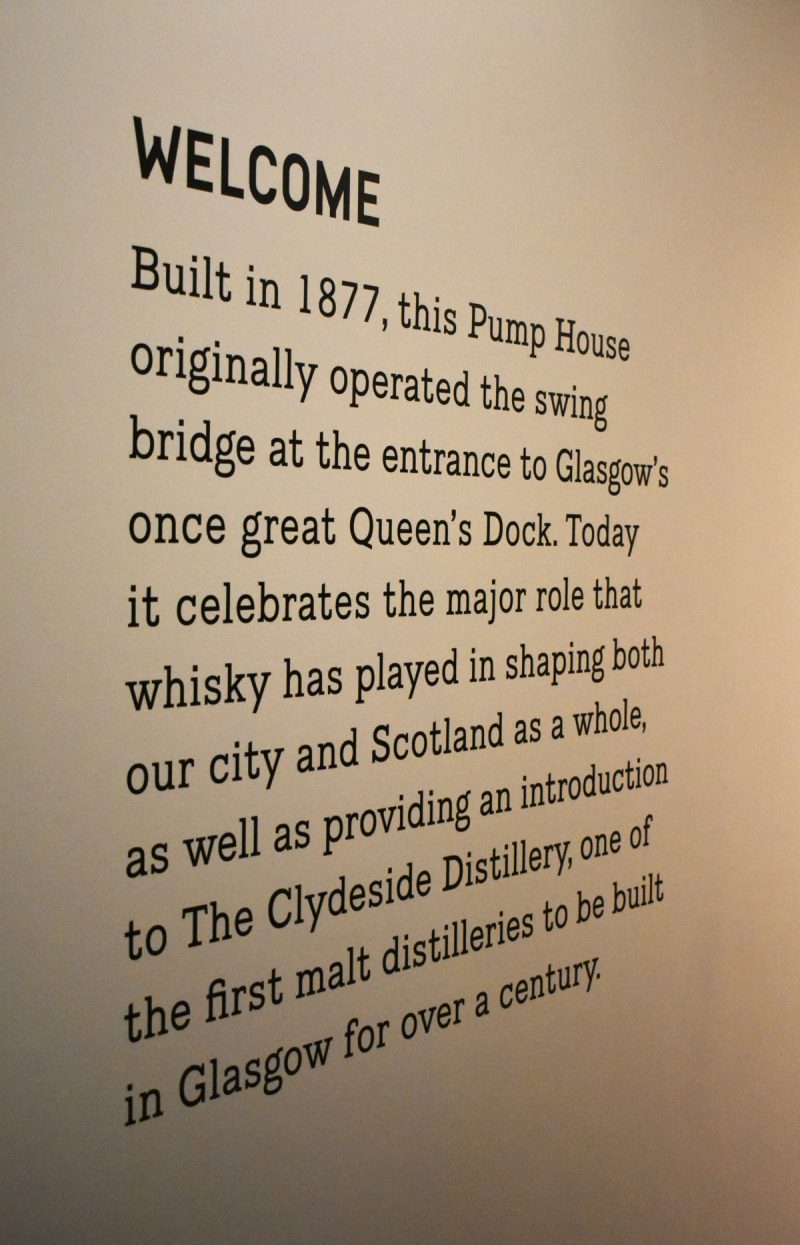 WELCOME
Built in 1877, this Pump House
originally operated the swing
bridge at the entrance to Glasgow's
once great Queen's Dock. Today
it celebrates the major role that
whisky has played in shaping both
our city and Scotland as a whole,
as well as providing an introduction
to The Clydeside Distillery, one of
the first malt distilleries to be built
in Glasgow for over a century.